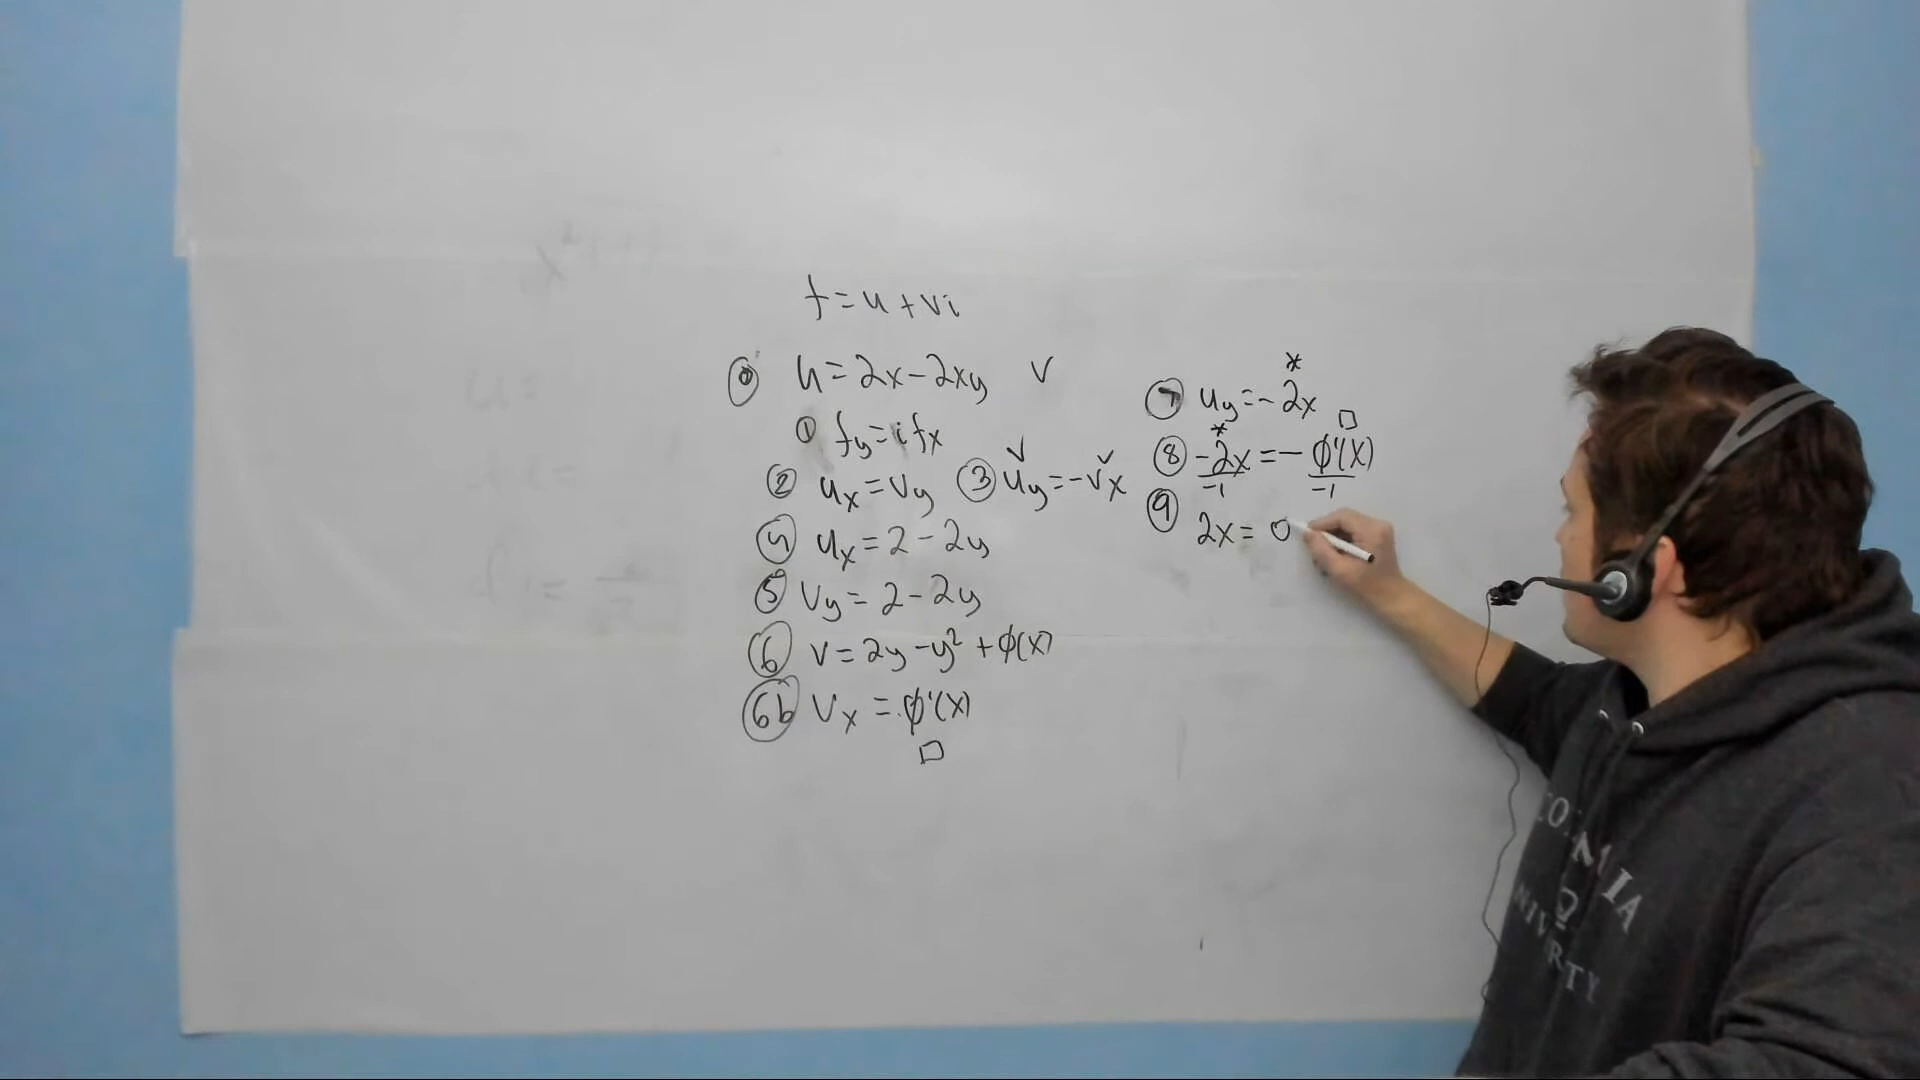 f = u + vi
⓪ u = 2x - 2xy v
① fy = i fx
② ux = vy ③ uy = -vx
④ ux = 2 - 2y
⑤ vy = 2 - 2y
⑥ v = 2y - y² + ϕ(x)
6b vx = ϕ'(x)
□
*
⑦ uy = -2x
* □
⑧ -2x = - ϕ'(x)
-1 -1
⑨ 2x =